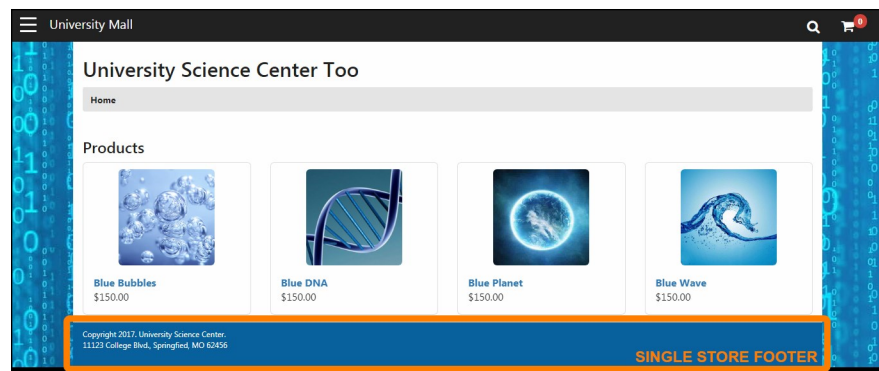 University Mall
0
University Science Center Too
Home
Products
Blue Bubbles
$150.00
Blue DNA
$150.00
Blue Planet
$150.00
Blue Wave
$150.00
Copyright 2017. University Science Center.
11123 College Blvd., Springfied, MO 62456
SINGLE STORE FOOTER